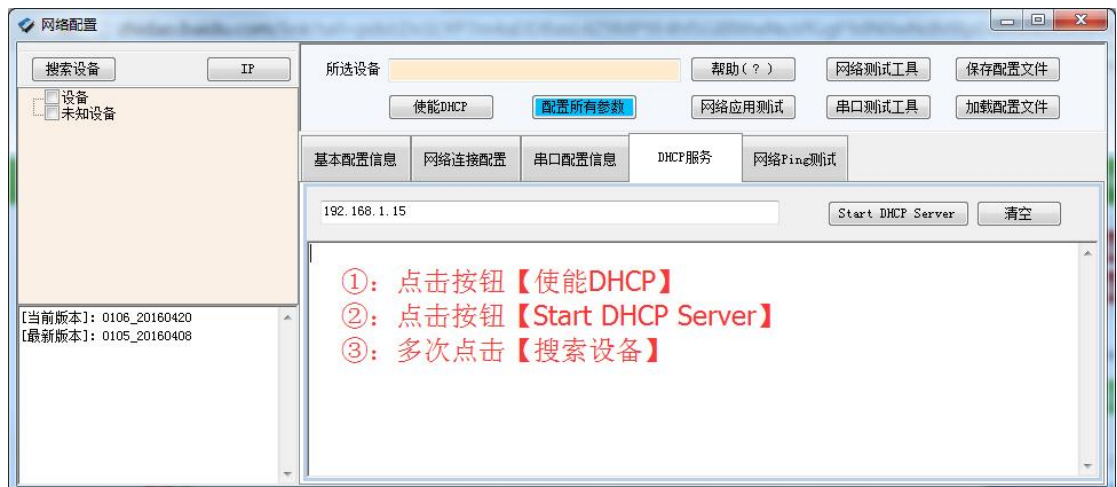 网络配置
搜索设备
IP
设备
未知设备
[当前版本]: 0106_20160420
[最新版本]: 0105_20160408
所选设备
帮助(?)
网络测试工具
保存配置文件
使能DHCP
配置所有参数
网络应用测试
串口测试工具
加载配置文件
基本配置信息
网络连接配置
串口配置信息
DHCP服务
网络Ping测试
192.168.1.15
Start DHCP Server
清空
①：点击按钮【使能DHCP】
②：点击按钮【Start DHCP Server】
③：多次点击【搜索设备】